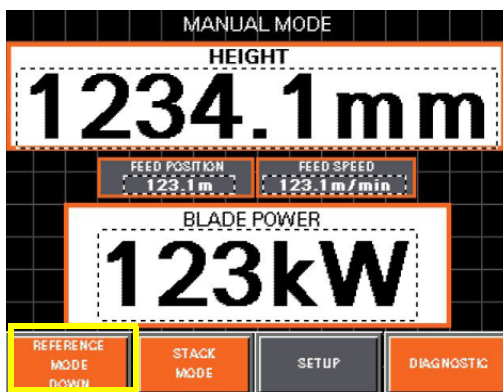 MANUAL MODE
HEIGHT
1234.1mm
FEED POSITION
123.1m
FEED SPEED
123.1m/min
BLADE POWER
123kW
REFERENCE
MODE
DOWN
STACK
MODE
SETUP
DIAGNOSTIC